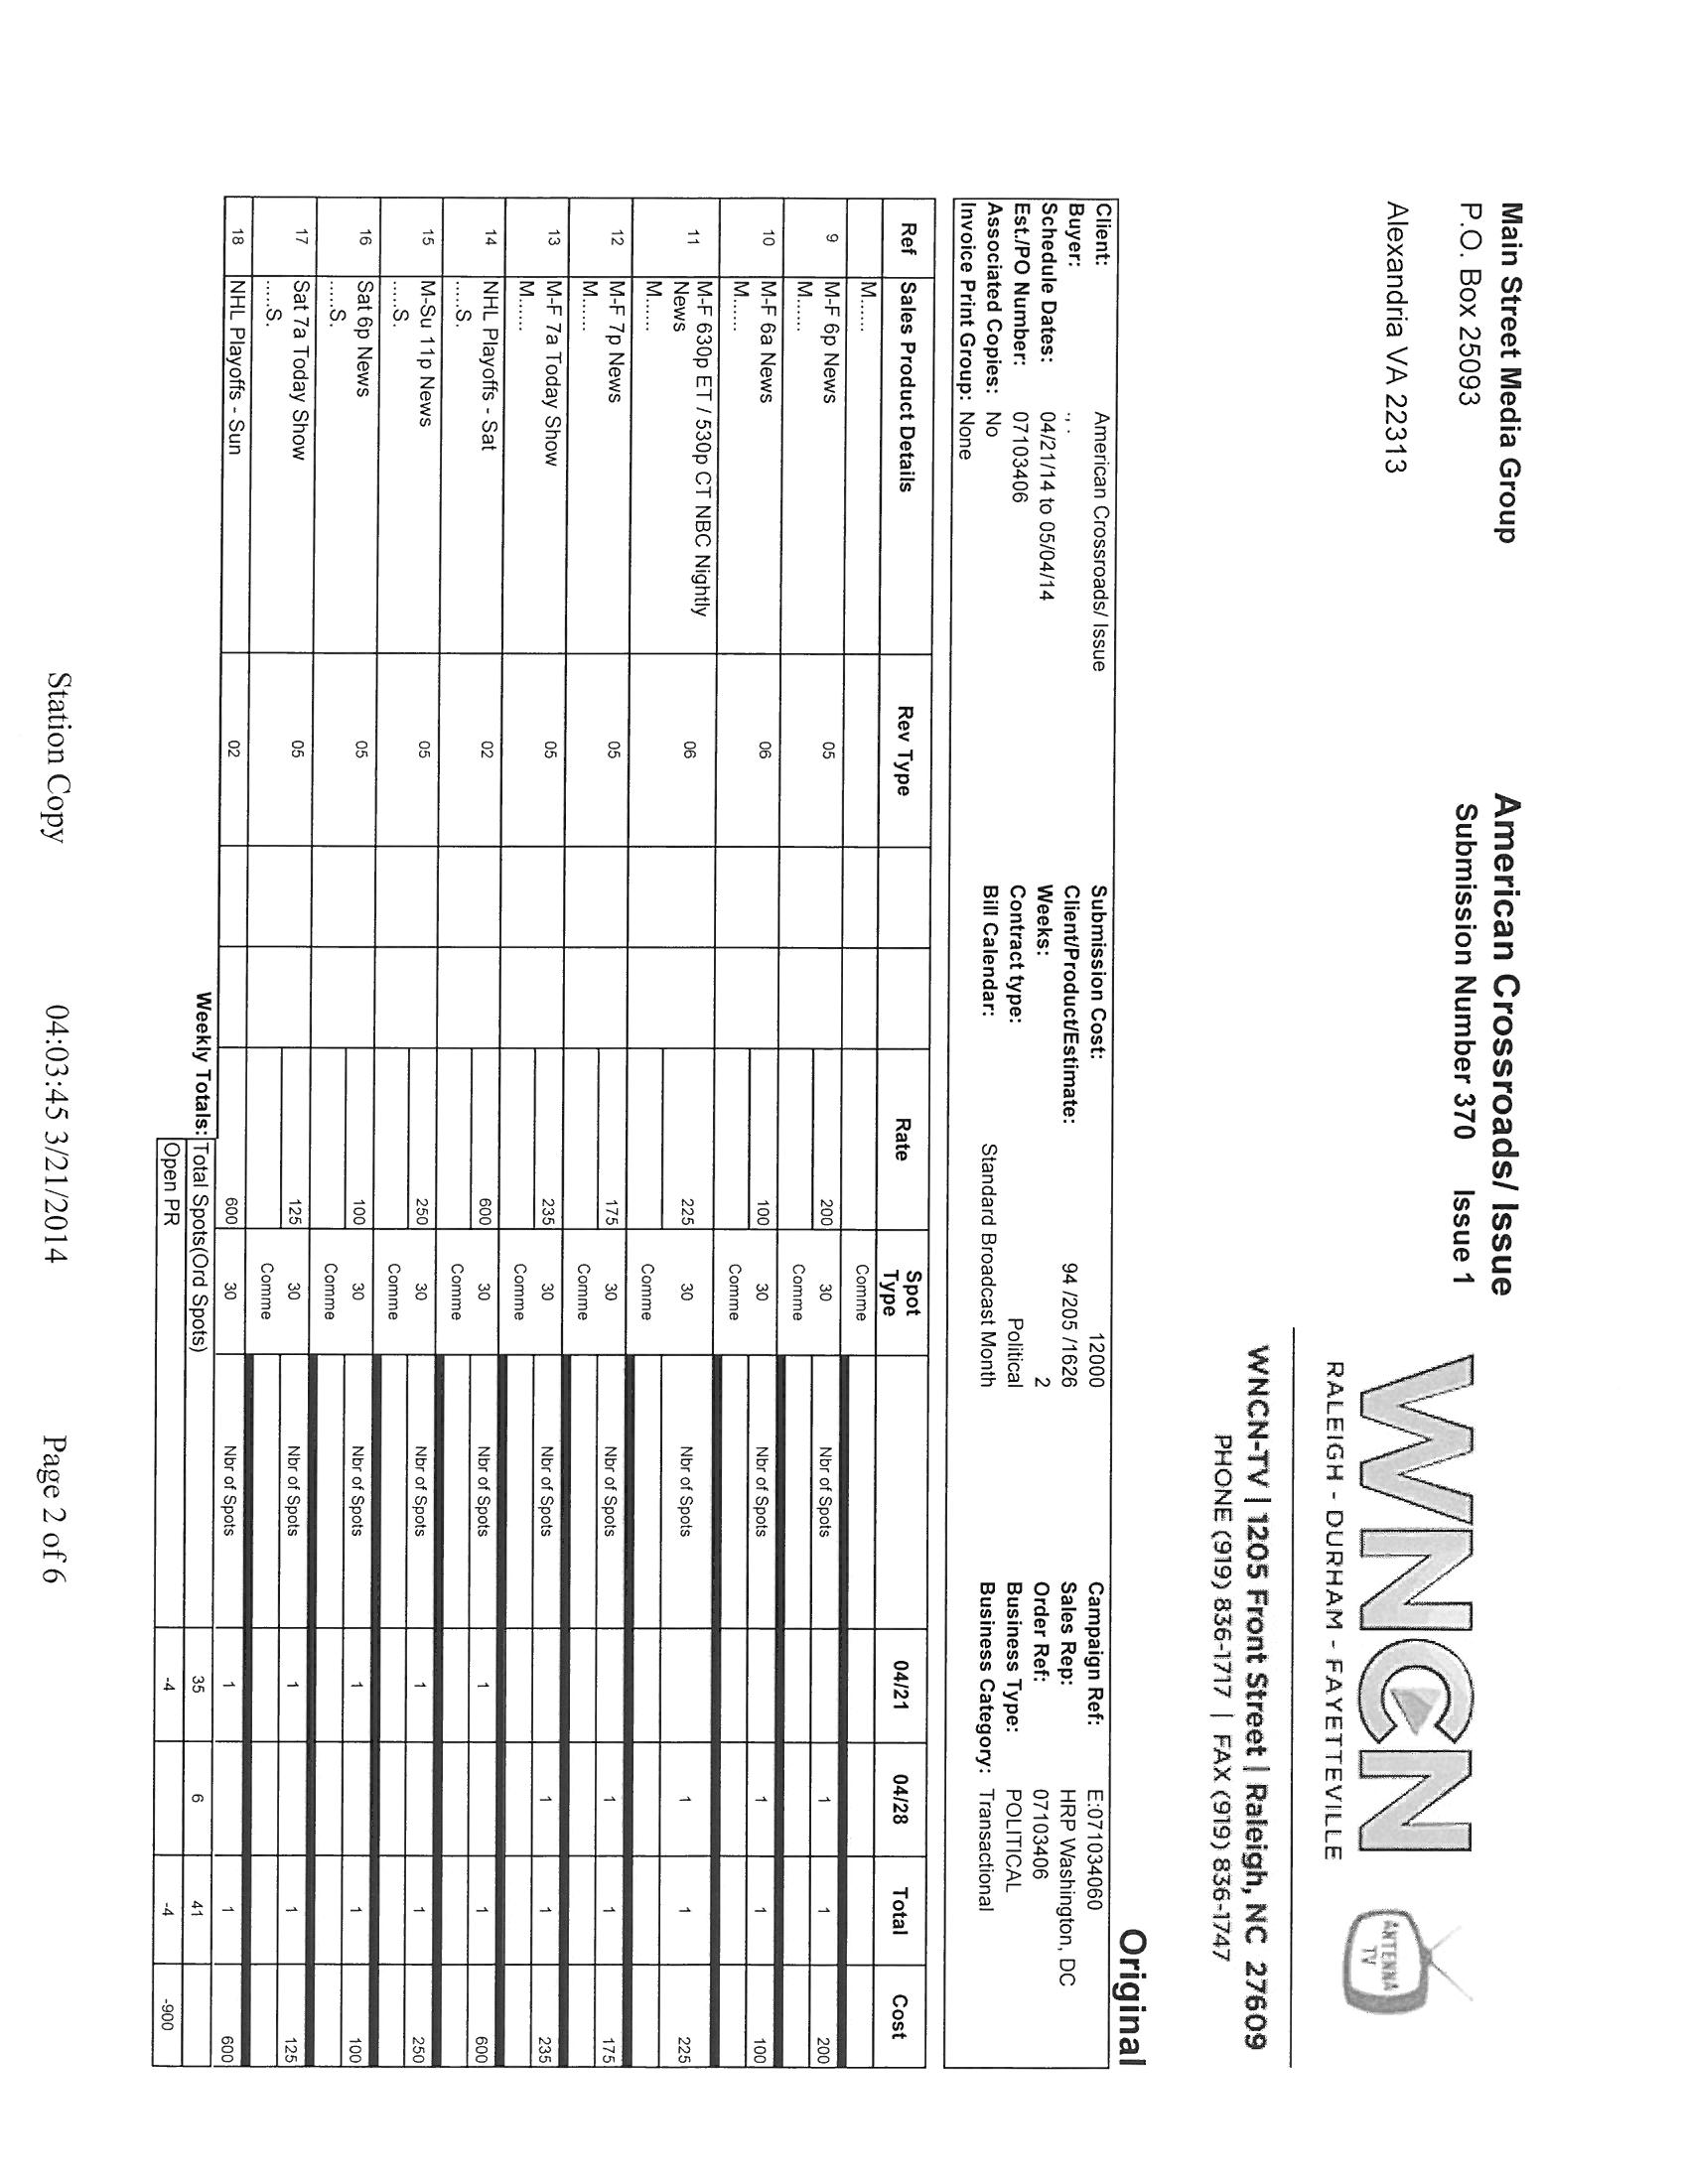 Main Street Media Group
P.O. Box 25093
Alexandria VA 22313
American Crossroads/ Issue
Submission Number 370 Issue 1
WNCN
ANTENNA TV
RALEIGH - DURHAM - FAYETTEVILLE
WNCN-TV | 1205 Front Street | Raleigh, NC 27609
PHONE (919) 836-1717 | FAX (919) 836-1747
Original
Client: American Crossroads/ Issue Submission Cost: 12000 Campaign Ref: E:071034060
Buyer: ', ' Client/Product/Estimate: 94 /205 /1626 Sales Rep: HRP Washington, DC
Schedule Dates: 04/21/14 to 05/04/14 Weeks: 2 Order Ref: 07103406
Est./PO Number: 07103406 Contract type: Political Business Type: POLITICAL
Associated Copies: No Bill Calendar: Standard Broadcast Month Business Category: Transactional
Invoice Print Group: None
Ref Sales Product Details Rev Type Rate Spot Type 04/21 04/28 Total Cost
M...... Comme
9 M-F 6p News 05 200 30 Nbr of Spots 1 1 200
M...... Comme
10 M-F 6a News 06 100 30 Nbr of Spots 1 1 100
M...... Comme
11 M-F 630p ET / 530p CT NBC Nightly 06 225 30 Nbr of Spots 1 1 225
News
M...... Comme
12 M-F 7p News 05 175 30 Nbr of Spots 1 1 175
M...... Comme
13 M-F 7a Today Show 05 235 30 Nbr of Spots 1 1 235
M...... Comme
14 NHL Playoffs - Sat 02 600 30 Nbr of Spots 1 1 600
.....S. Comme
15 M-Su 11p News 05 250 30 Nbr of Spots 1 1 250
.....S. Comme
16 Sat 6p News 05 100 30 Nbr of Spots 1 1 100
.....S. Comme
17 Sat 7a Today Show 05 125 30 Nbr of Spots 1 1 125
.....S. Comme
18 NHL Playoffs - Sun 02 600 30 Nbr of Spots 1 1 600
Weekly Totals: Total Spots(Ord Spots) 35 6 41
Open PR -4 -4 -900
Station Copy 04:03:45 3/21/2014 Page 2 of 6